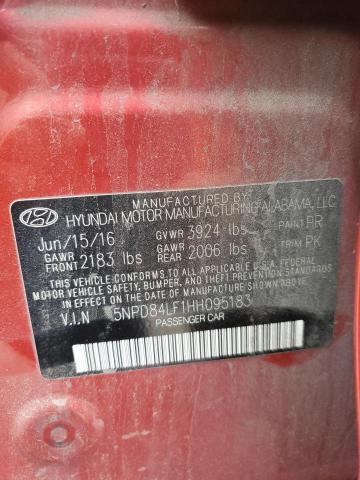 MANUFACTURED BY
HYUNDAI MOTOR MANUFACTURING ALABAMA, LLC
Jun/15/16 GVWR 3924 lbs PAINT RR
GAWR FRONT 2183 lbs GAWR REAR 2006 lbs TRIM PK
THIS VEHICLE CONFORMS TO ALL APPLICABLE U.S.A. FEDERAL
MOTOR VEHICLE SAFETY, BUMPER, AND THEFT PREVENTION STANDARDS
IN EFFECT ON THE DATE OF MANUFACTURE SHOWN ABOVE.
V.I.N 5NPD84LF1HH095183
PASSENGER CAR